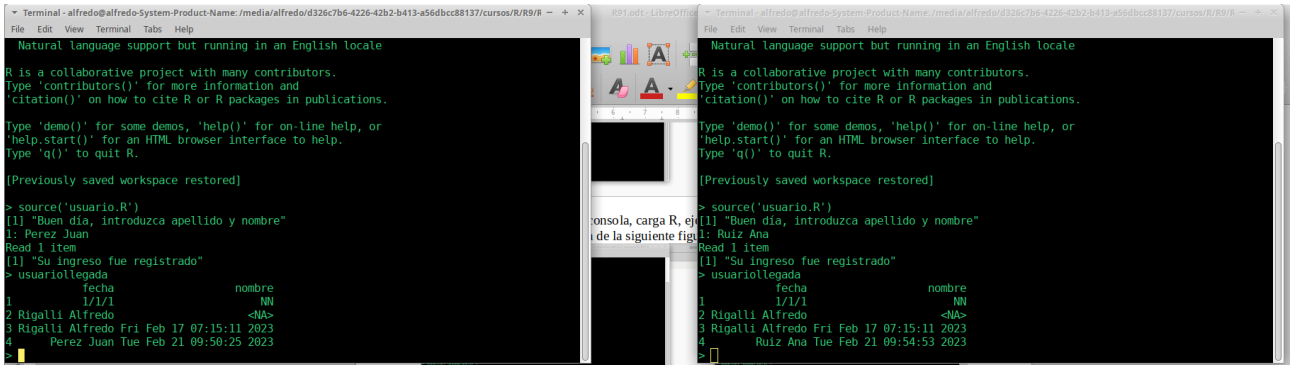 Terminal - alfredo@alfredo-System-Product-Name: /media/alfredo/d326c7b6-4226-42b2-b413-a56dbcc88137/cursos/R/R9/R
File Edit View Terminal Tabs Help
Natural language support but running in an English locale
R is a collaborative project with many contributors.
Type 'contributors()' for more information and
'citation()' on how to cite R or R packages in publications.
Type 'demo()' for some demos, 'help()' for on-line help, or
'help.start()' for an HTML browser interface to help.
Type 'q()' to quit R.
[Previously saved workspace restored]
> source('usuario.R')
[1] "Buen día, introduzca apellido y nombre"
1: Perez Juan
Read 1 item
[1] "Su ingreso fue registrado"
> usuariollegada
fecha nombre
1 1/1/1 NN
2 Rigalli Alfredo <NA>
3 Rigalli Alfredo Fri Feb 17 07:15:11 2023
4 Perez Juan Tue Feb 21 09:50:25 2023
>
R91.odt - LibreOffice
6 7 8
consola, carga R, eje
de la siguiente figu
Terminal - alfredo@alfredo-System-Product-Name: /media/alfredo/d326c7b6-4226-42b2-b413-a56dbcc88137/cursos/R/R9/R
File Edit View Terminal Tabs Help
Natural language support but running in an English locale
R is a collaborative project with many contributors.
Type 'contributors()' for more information and
'citation()' on how to cite R or R packages in publications.
Type 'demo()' for some demos, 'help()' for on-line help, or
'help.start()' for an HTML browser interface to help.
Type 'q()' to quit R.
[Previously saved workspace restored]
> source('usuario.R')
[1] "Buen día, introduzca apellido y nombre"
1: Ruiz Ana
Read 1 item
[1] "Su ingreso fue registrado"
> usuariollegada
fecha nombre
1 1/1/1 NN
2 Rigalli Alfredo <NA>
3 Rigalli Alfredo Fri Feb 17 07:15:11 2023
4 Ruiz Ana Tue Feb 21 09:54:53 2023
>